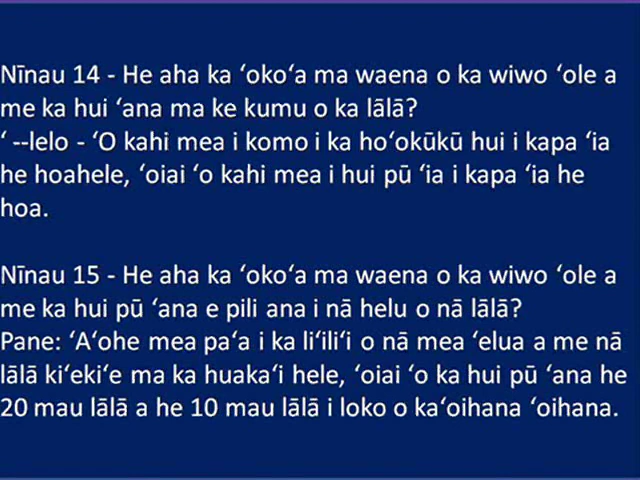 Nīnau 14 - He aha ka ʻokoʻa ma waena o ka wiwo ʻole a
me ka hui ʻana ma ke kumu o ka lālā?
ʻ --lelo - ʻO kahi mea i komo i ka hoʻokūkū hui i kapa ʻia
he hoahele, ʻoiai ʻo kahi mea i hui pū ʻia i kapa ʻia he
hoa.
Nīnau 15 - He aha ka ʻokoʻa ma waena o ka wiwo ʻole a
me ka hui pū ʻana e pili ana i nā helu o nā lālā?
Pane: ʻAʻohe mea paʻa i ka liʻiliʻi o nā mea ʻelua a me nā
lālā kiʻekiʻe ma ka huakaʻi hele, ʻoiai ʻo ka hui pū ʻana he
20 mau lālā a he 10 mau lālā i loko o kaʻoihana ʻoihana.